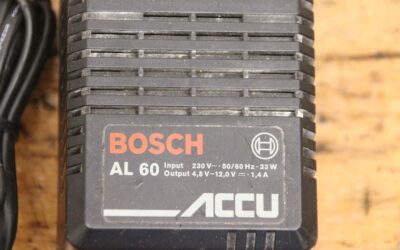 BOSCH
AL 60 Input 230 V~ · 50/60 Hz · 33 W
Output 4,8 V-12,0 V ⎓ · 1,4 A
ACCU